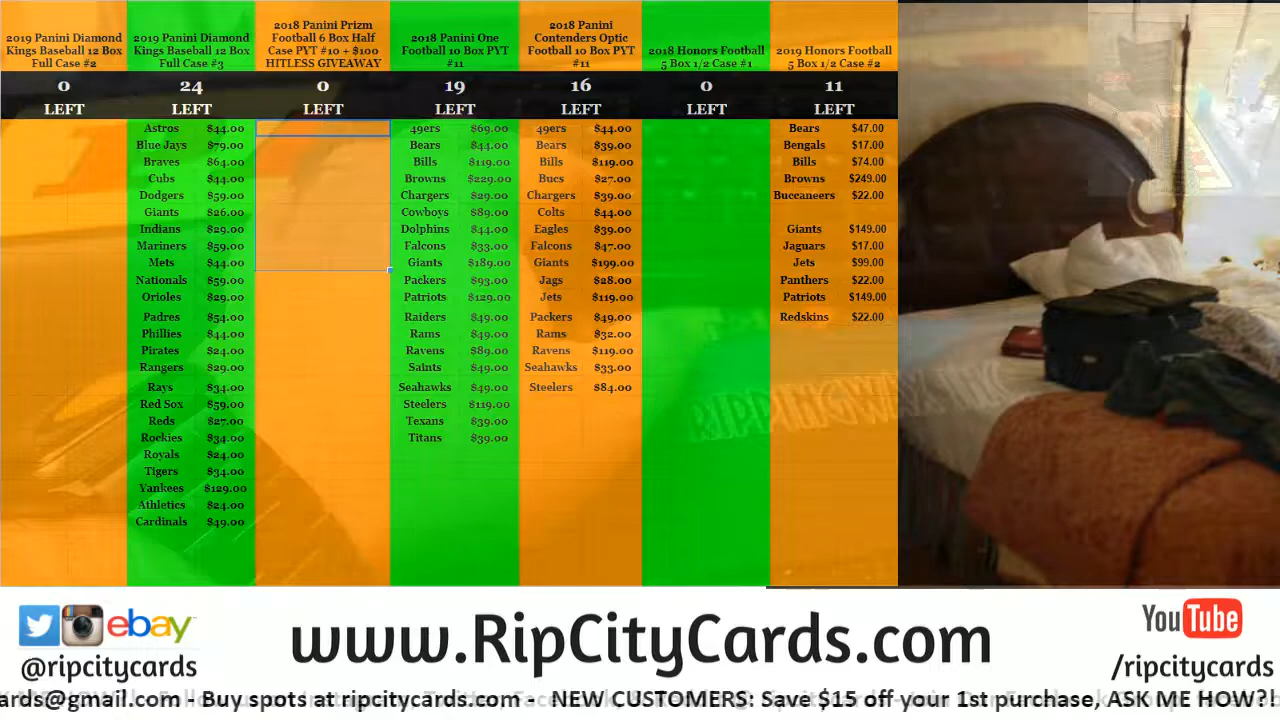 2019 Panini Diamond
Kings Baseball 12 Box
Full Case #2
0
LEFT
2019 Panini Diamond
Kings Baseball 12 Box
Full Case #3
24
LEFT
Astros $44.00
Blue Jays $79.00
Braves $64.00
Cubs $44.00
Dodgers $59.00
Giants $26.00
Indians $29.00
Mariners $59.00
Mets $44.00
Nationals $59.00
Orioles $29.00
Padres $54.00
Phillies $44.00
Pirates $24.00
Rangers $29.00
Rays $34.00
Red Sox $59.00
Reds $27.00
Rockies $34.00
Royals $24.00
Tigers $34.00
Yankees $129.00
Athletics $24.00
Cardinals $49.00
2018 Panini Prizm
Football 6 Box Half
Case PYT #10 + $100
HITLESS GIVEAWAY
0
LEFT
2018 Panini One
Football 10 Box PYT
#11
19
LEFT
49ers $69.00
Bears $44.00
Bills $119.00
Browns $229.00
Chargers $29.00
Cowboys $89.00
Dolphins $44.00
Falcons $33.00
Giants $189.00
Packers $93.00
Patriots $129.00
Raiders $49.00
Rams $49.00
Ravens $89.00
Saints $49.00
Seahawks $49.00
Steelers $119.00
Texans $39.00
Titans $39.00
2018 Panini
Contenders Optic
Football 10 Box PYT
#11
16
LEFT
49ers $44.00
Bears $39.00
Bills $119.00
Bucs $27.00
Chargers $39.00
Colts $44.00
Eagles $39.00
Falcons $47.00
Giants $199.00
Jags $28.00
Jets $119.00
Packers $49.00
Rams $32.00
Ravens $119.00
Seahawks $33.00
Steelers $84.00
2018 Honors Football
5 Box 1/2 Case #1
0
LEFT
2019 Honors Football
5 Box 1/2 Case #2
11
LEFT
Bears $47.00
Bengals $17.00
Bills $74.00
Browns $249.00
Buccaneers $22.00
Giants $149.00
Jaguars $17.00
Jets $99.00
Panthers $22.00
Patriots $149.00
Redskins $22.00
ebay
@ripcitycards
www.RipCityCards.com
YouTube
/ripcitycards
ards@gmail.com - Buy spots at ripcitycards.com - NEW CUSTOMERS: Save $15 off your 1st purchase, ASK ME HOW?!